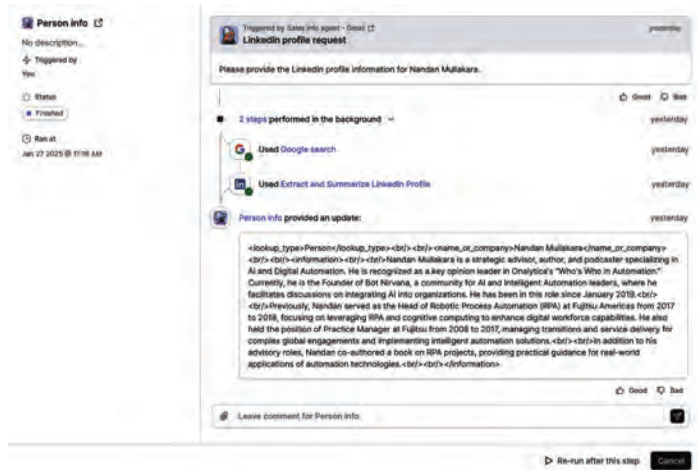 Person info
No description...
Triggered by
You
Status
Finished
Ran at
Jan 27 2025 @ 11:18 AM
Triggered by Sales info agent - Good
yesterday
LinkedIn profile request
Please provide the LinkedIn profile information for Nandan Mullakara.
Good Bad
2 steps performed in the background
yesterday
Used Google search
yesterday
Used Extract and Summarize LinkedIn Profile
yesterday
Person info provided an update:
yesterday
<lookup_type>Person</lookup_type><br/><br/><name_or_company>Nandan Mullakara</name_or_company>
<br/><br/><information><br/><br/>Nandan Mullakara is a strategic advisor, author, and podcaster specializing in
AI and Digital Automation. He is recognized as a key opinion leader in Onalytica's "Who's Who in Automation."
Currently, he is the Founder of Bot Nirvana, a community for AI and Intelligent Automation leaders, where he
facilitates discussions on integrating AI into organizations. He has been in this role since January 2019.<br/>
<br/>Previously, Nandan served as the Head of Robotic Process Automation (RPA) at Fujitsu Americas from 2017
to 2018, focusing on leveraging RPA and cognitive computing to enhance digital workforce capabilities. He also
held the position of Practice Manager at Fujitsu from 2008 to 2017, managing transitions and service delivery for
complex global engagements and implementing intelligent automation solutions.<br/><br/>In addition to his
advisory roles, Nandan co-authored a book on RPA projects, providing practical guidance for real-world
applications of automation technologies.<br/><br/></information>
Good Bad
Leave comment for Person info
Re-run after this step
Cancel